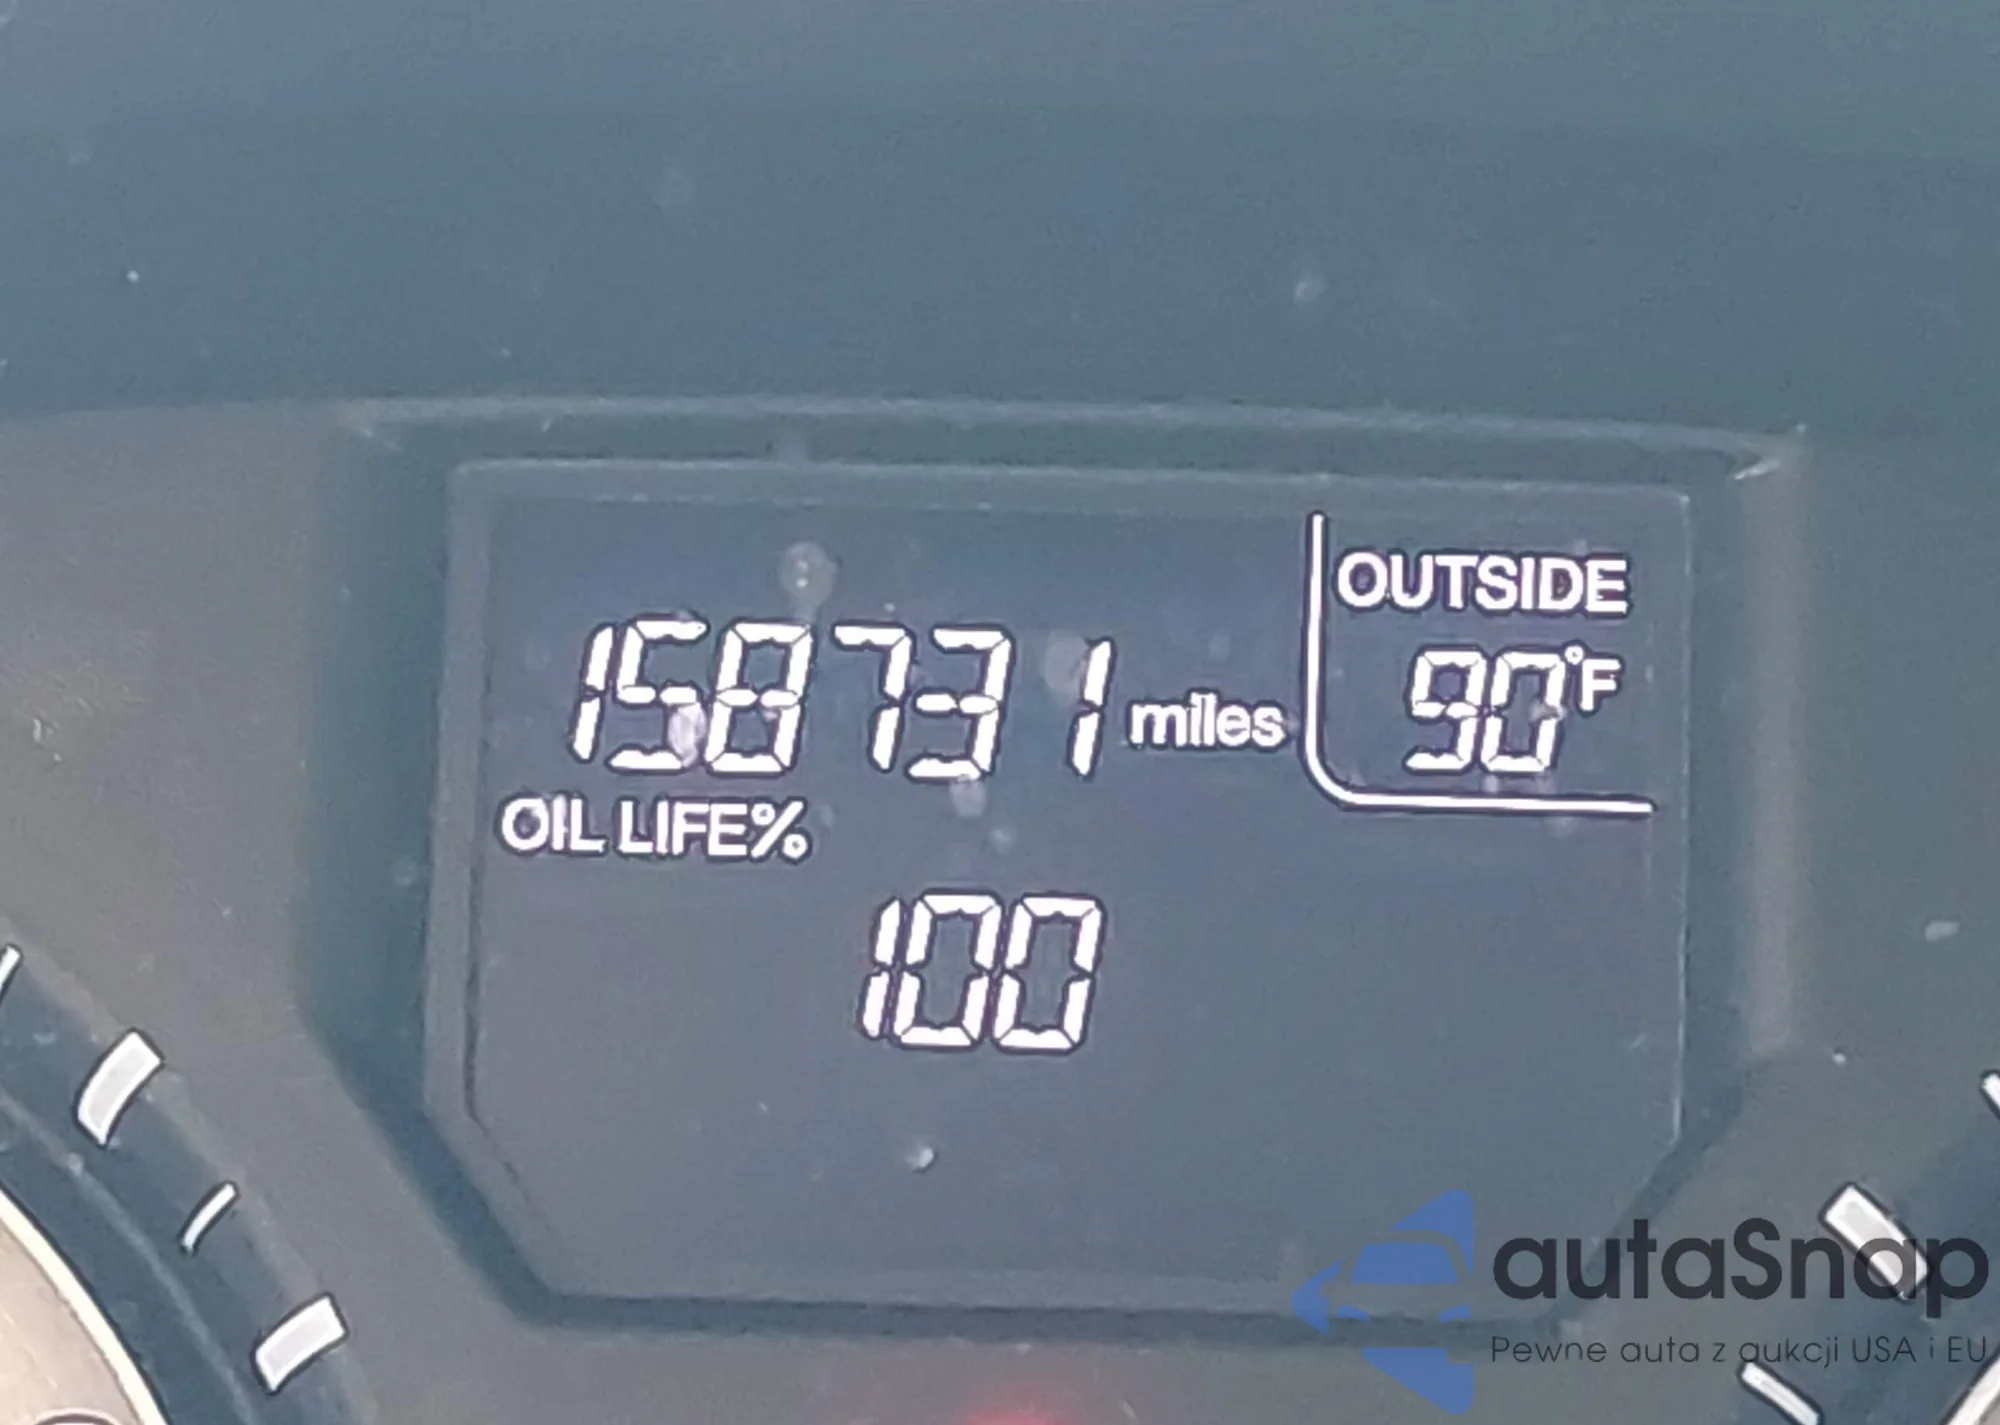 158731 miles
OUTSIDE
90°F
OIL LIFE%
100
autaSnap
Pewne auta z aukcji USA i EU